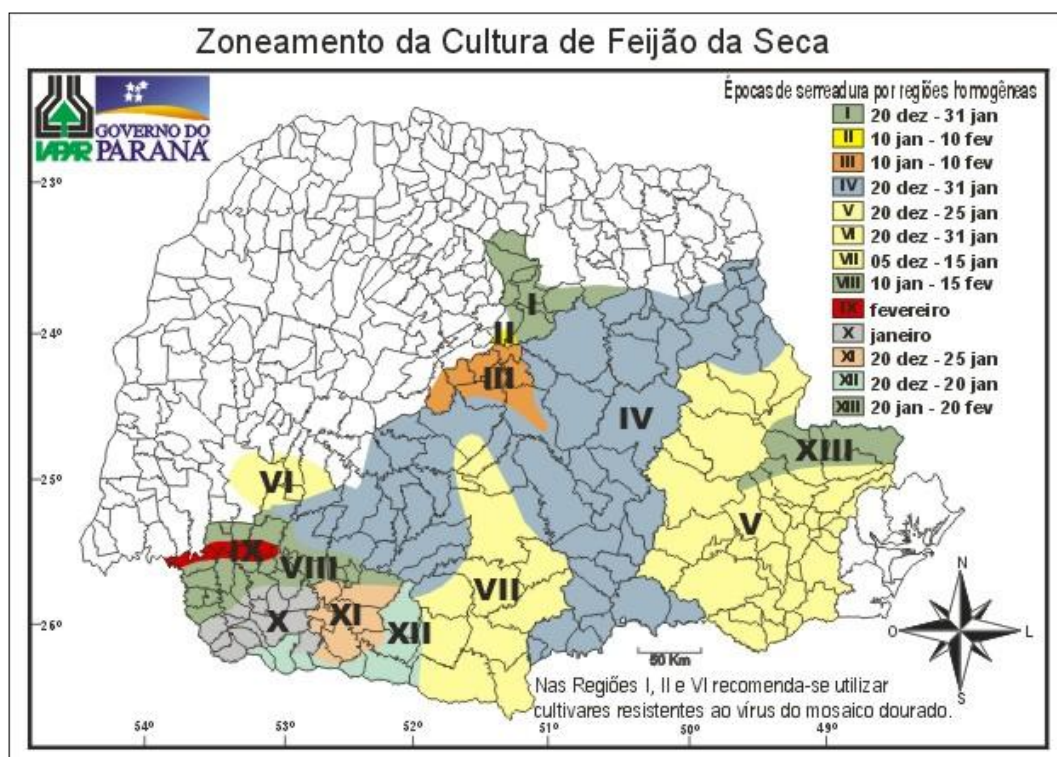 Zoneamento da Cultura de Feijão da Seca
IAPAR
GOVERNO DO
PARANÁ
Épocas de serreadura por regiões homogêneas
I 20 dez - 31 jan
II 10 jan - 10 fev
III 10 jan - 10 fev
IV 20 dez - 31 jan
V 20 dez - 25 jan
VI 20 dez - 31 jan
VII 05 dez - 15 jan
VIII 10 jan - 15 fev
IX fevereiro
X janeiro
XI 20 dez - 25 jan
XII 20 dez - 20 jan
XIII 20 jan - 20 fev
23º
24º
25º
26º
I
II
III
IV
XIII
VI
V
IX
VIII
VII
X
XI
XII
N
O
L
S
50 Km
Nas Regiões I, II e VI recomenda-se utilizar
cultivares resistentes ao vírus do mosaico dourado.
54º
53º
52º
51º
50º
49º